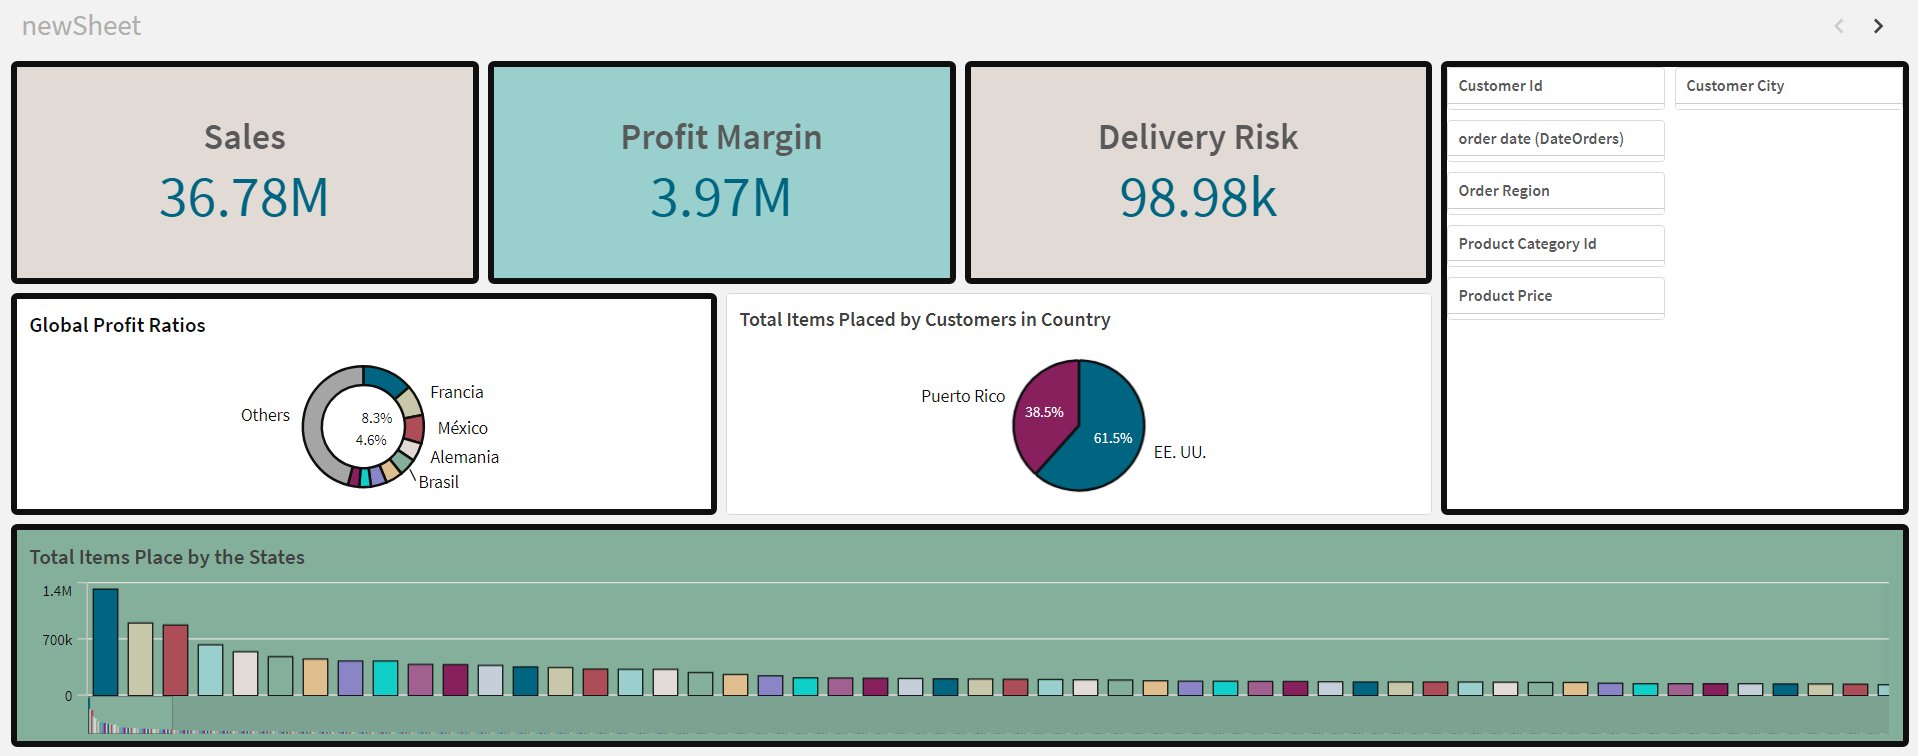 newSheet
Sales
36.78M
Profit Margin
3.97M
Delivery Risk
98.98k
Customer Id
Customer City
order date (DateOrders)
Order Region
Product Category Id
Product Price
Global Profit Ratios
Francia
Others
8.3%
México
4.6%
Alemania
Brasil
Total Items Placed by Customers in Country
Puerto Rico
38.5%
61.5%
EE. UU.
Total Items Place by the States
1.4M
700k
0